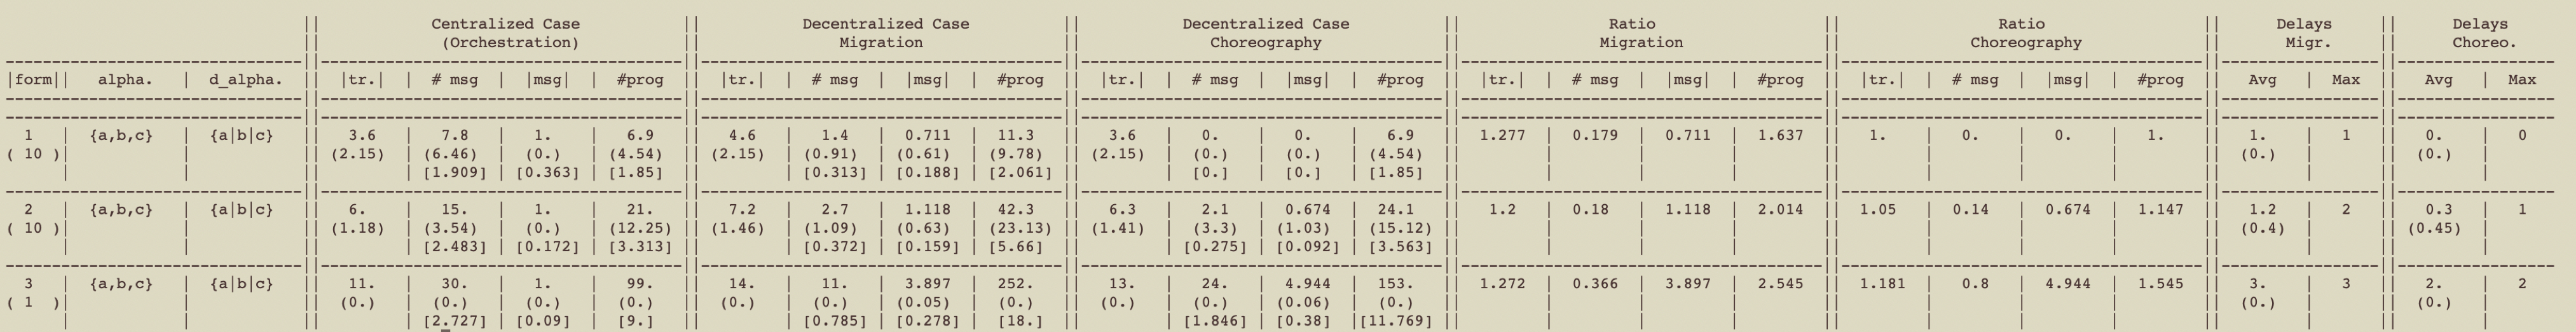 || Centralized Case || Decentralized Case || Decentralized Case || Ratio || Ratio || Delays || Delays
|| (Orchestration) || Migration || Choreography || Migration || Choreography || Migr. || Choreo.
|form|| alpha. | d_alpha. || |tr.| | # msg | |msg| | #prog || |tr.| | # msg | |msg| | #prog || |tr.| | # msg | |msg| | #prog || |tr.| | # msg | |msg| | #prog || |tr.| | # msg | |msg| | #prog || Avg | Max || Avg | Max
1 | {a,b,c} | {a|b|c} || 3.6 | 7.8 | 1. | 6.9 || 4.6 | 1.4 | 0.711 | 11.3 || 3.6 | 0. | 0. | 6.9 || 1.277 | 0.179 | 0.711 | 1.637 || 1. | 0. | 0. | 1. || 1. | 1 || 0. | 0
( 10 )| | || (2.15) | (6.46) | (0.) | (4.54) || (2.15) | (0.91) | (0.61) | (9.78) || (2.15) | (0.) | (0.) | (4.54) || | | | || | | | || (0.) | || (0.) |
| | || | [1.909] | [0.363] | [1.85] || | [0.313] | [0.188] | [2.061] || | [0.] | [0.] | [1.85] || | | | || | | | || | || |
2 | {a,b,c} | {a|b|c} || 6. | 15. | 1. | 21. || 7.2 | 2.7 | 1.118 | 42.3 || 6.3 | 2.1 | 0.674 | 24.1 || 1.2 | 0.18 | 1.118 | 2.014 || 1.05 | 0.14 | 0.674 | 1.147 || 1.2 | 2 || 0.3 | 1
( 10 )| | || (1.18) | (3.54) | (0.) | (12.25) || (1.46) | (1.09) | (0.63) | (23.13) || (1.41) | (3.3) | (1.03) | (15.12) || | | | || | | | || (0.4) | || (0.45) |
| | || | [2.483] | [0.172] | [3.313] || | [0.372] | [0.159] | [5.66] || | [0.275] | [0.092] | [3.563] || | | | || | | | || | || |
3 | {a,b,c} | {a|b|c} || 11. | 30. | 1. | 99. || 14. | 11. | 3.897 | 252. || 13. | 24. | 4.944 | 153. || 1.272 | 0.366 | 3.897 | 2.545 || 1.181 | 0.8 | 4.944 | 1.545 || 3. | 3 || 2. | 2
( 1 )| | || (0.) | (0.) | (0.) | (0.) || (0.) | (0.) | (0.05) | (0.) || (0.) | (0.) | (0.06) | (0.) || | | | || | | | || (0.) | || (0.) |
| | || | [2.727] | [0.09] | [9.] || | [0.785] | [0.278] | [18.] || | [1.846] | [0.38] | [11.769] || | | | || | | | || | || |